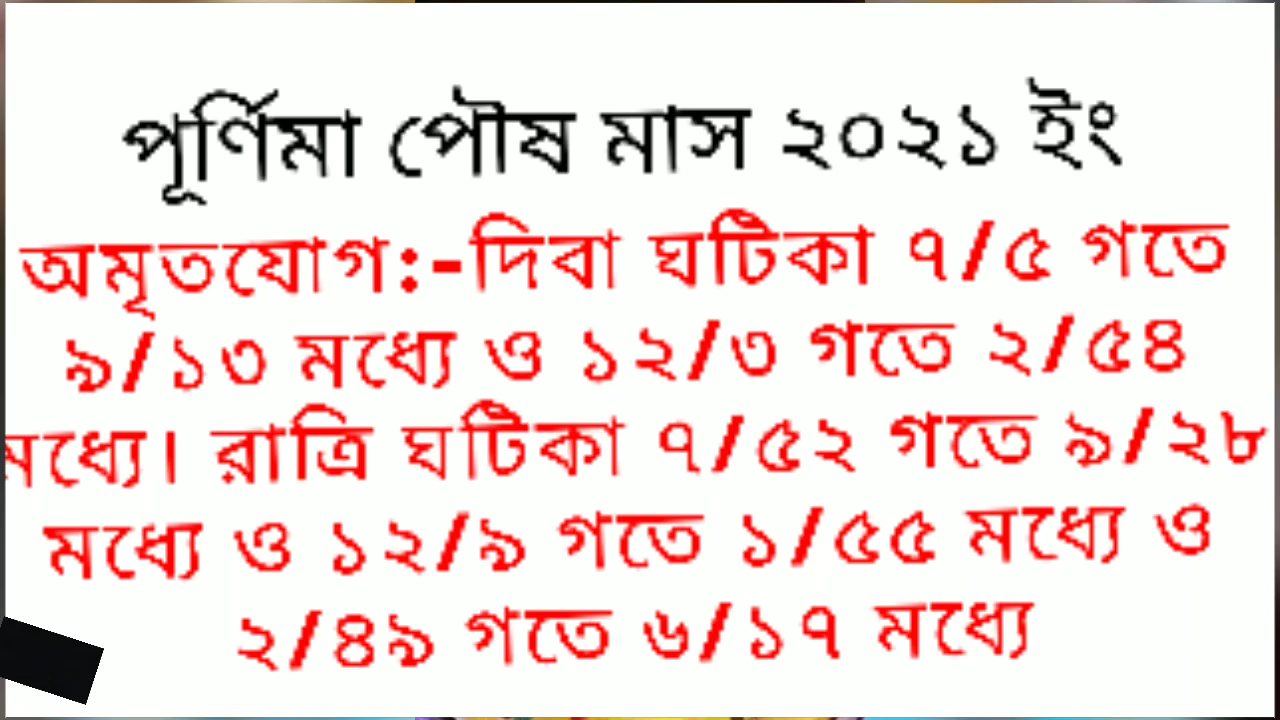 পূর্ণিমা পৌষ মাস ২০২১ ইং
অমৃতযোগ:-দিবা ঘটিকা ৭/৫ গতে
৯/১৩ মধ্যে ও ১২/৩ গতে ২/৫৪
মধ্যে। রাত্রি ঘটিকা ৭/৫২ গতে ৯/২৮
মধ্যে ও ১২/৯ গতে ১/৫৫ মধ্যে ও
২/৪৯ গতে ৬/১৭ মধ্যে